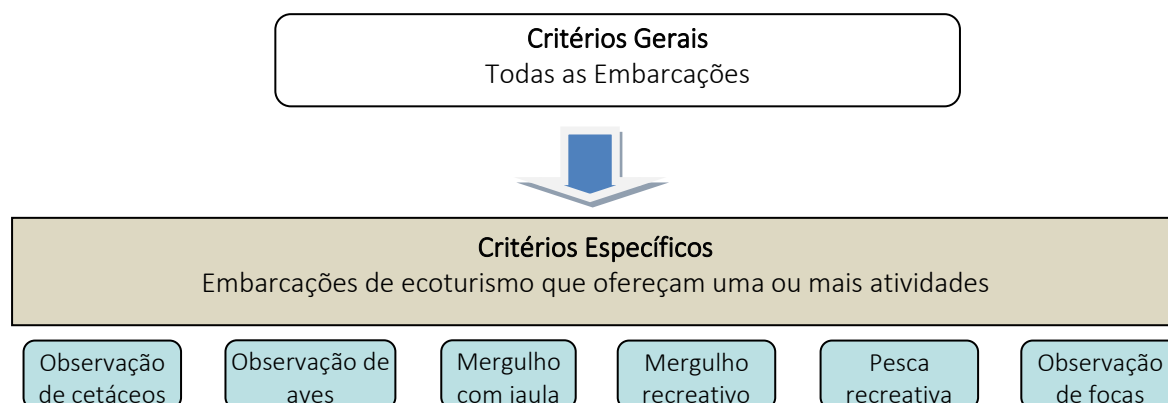 Critérios Gerais
Todas as Embarcações
Critérios Específicos
Embarcações de ecoturismo que ofereçam uma ou mais atividades
Observação
de cetáceos
Observação de
aves
Mergulho
com jaula
Mergulho
recreativo
Pesca
recreativa
Observação
de focas